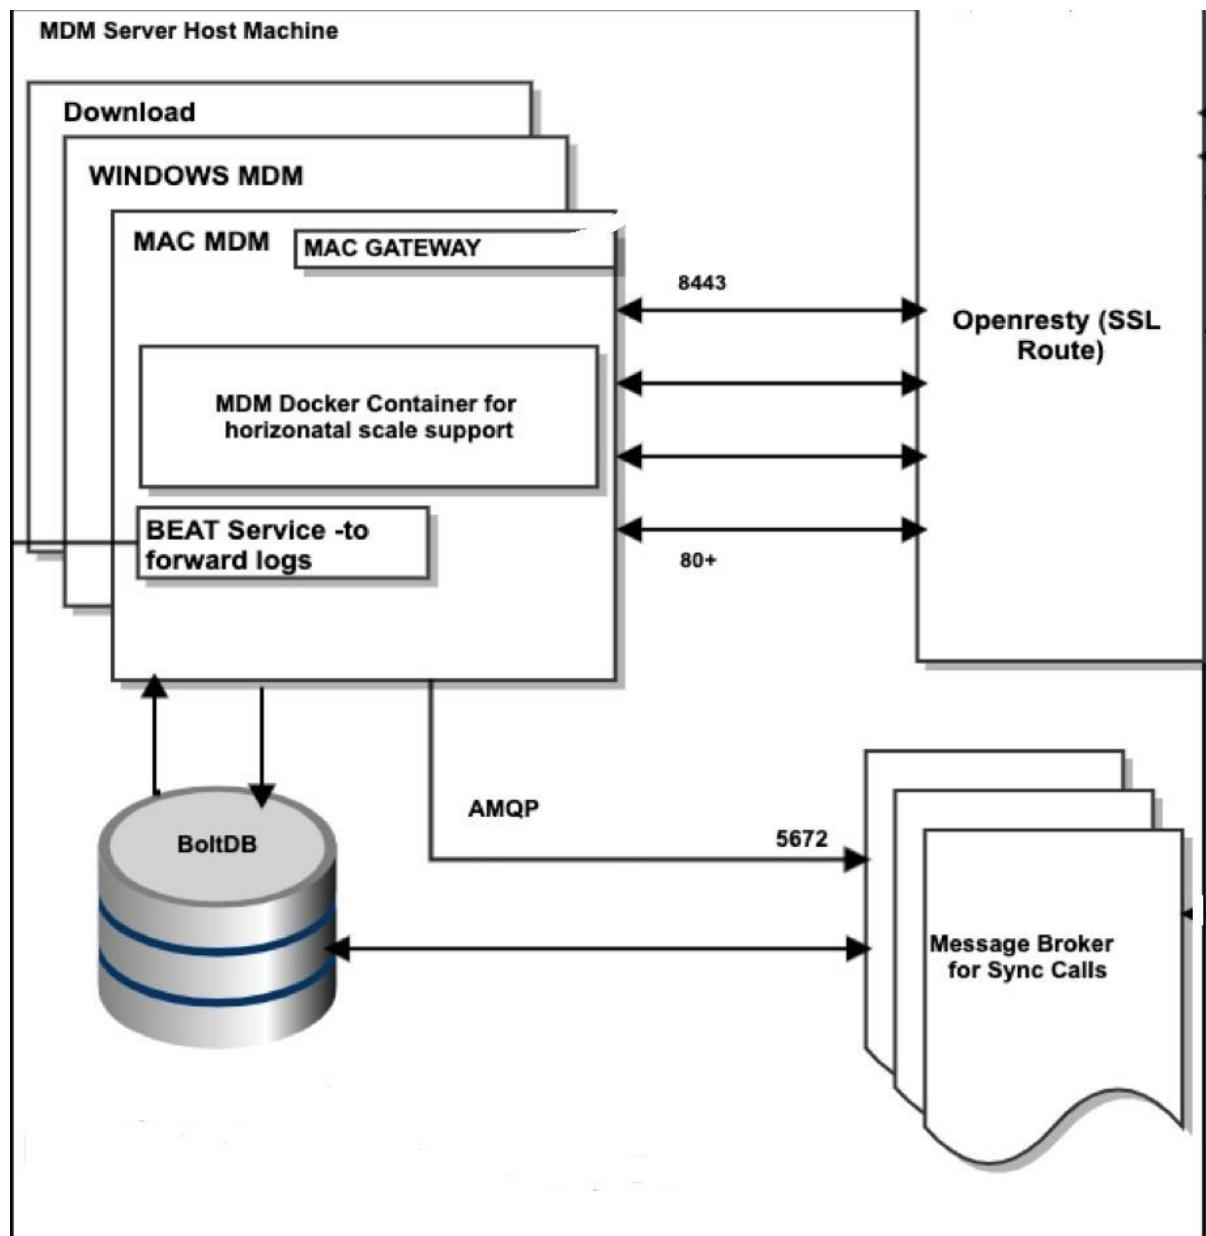 MDM Server Host Machine
Download
WINDOWS MDM
MAC MDM
MAC GATEWAY
8443
Openresty (SSL
Route)
MDM Docker Container for
horizonatal scale support
BEAT Service -to
forward logs
80+
AMQP
5672
BoltDB
Message Broker
for Sync Calls